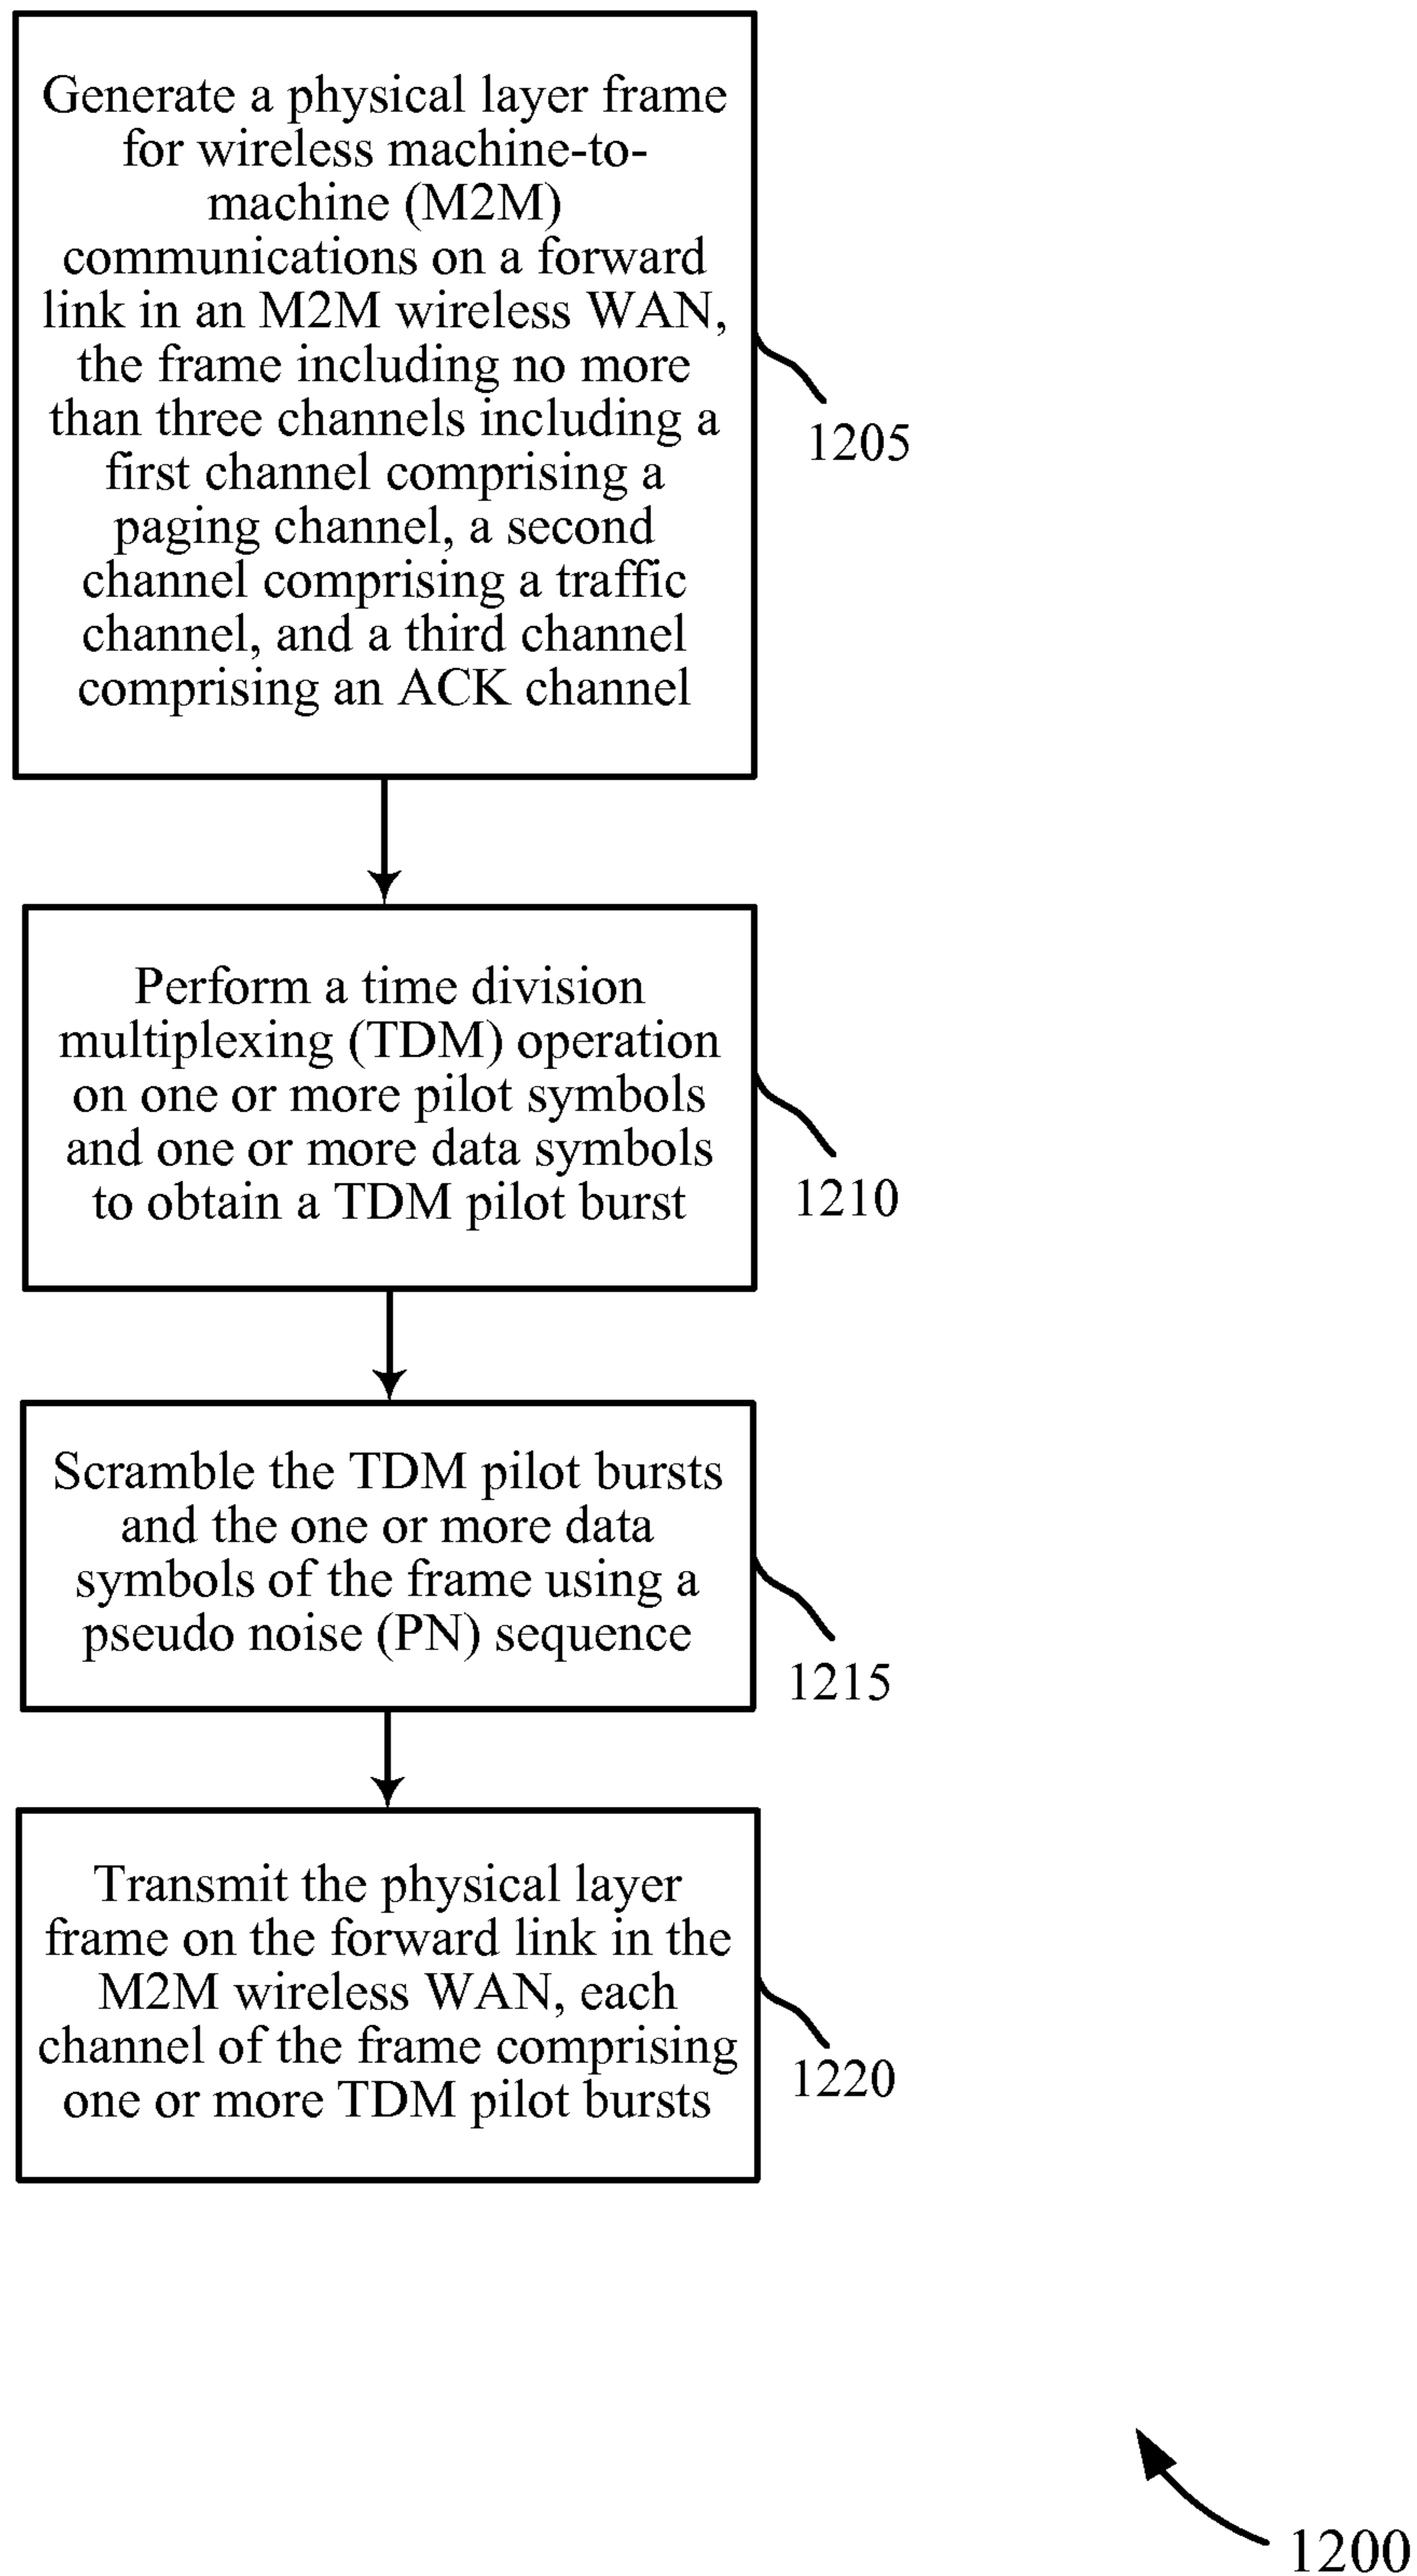 Generate a physical layer frame
for wireless machine-to-
machine (M2M)
communications on a forward
link in an M2M wireless WAN,
the frame including no more
than three channels including a
first channel comprising a
paging channel, a second
channel comprising a traffic
channel, and a third channel
comprising an ACK channel
1205
Perform a time division
multiplexing (TDM) operation
on one or more pilot symbols
and one or more data symbols
to obtain a TDM pilot burst
1210
Scramble the TDM pilot bursts
and the one or more data
symbols of the frame using a
pseudo noise (PN) sequence
1215
Transmit the physical layer
frame on the forward link in the
M2M wireless WAN, each
channel of the frame comprising
one or more TDM pilot bursts
1220
1200